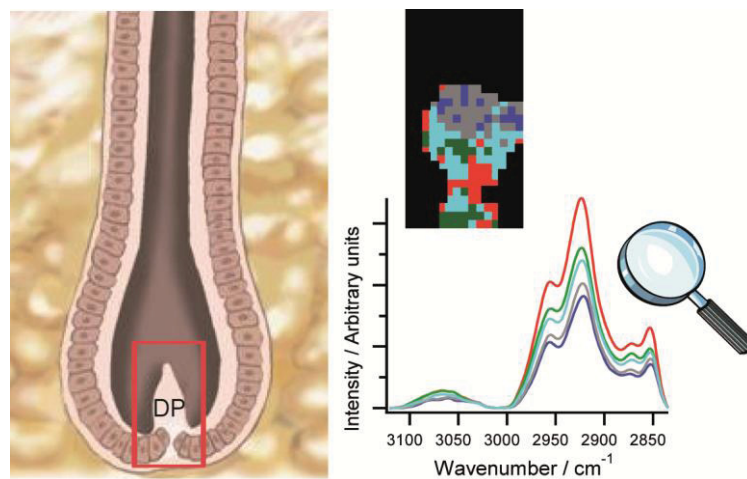 DP
Intensity / Arbitrary units
3100 3050 3000 2950 2900 2850
Wavenumber / cm⁻¹